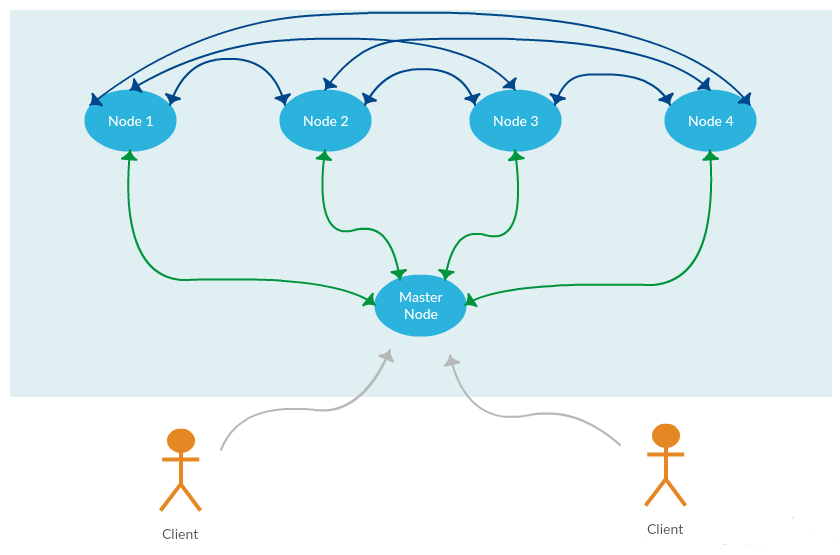 Node 1
Node 2
Node 3
Node 4
Master
Node
Client
Client